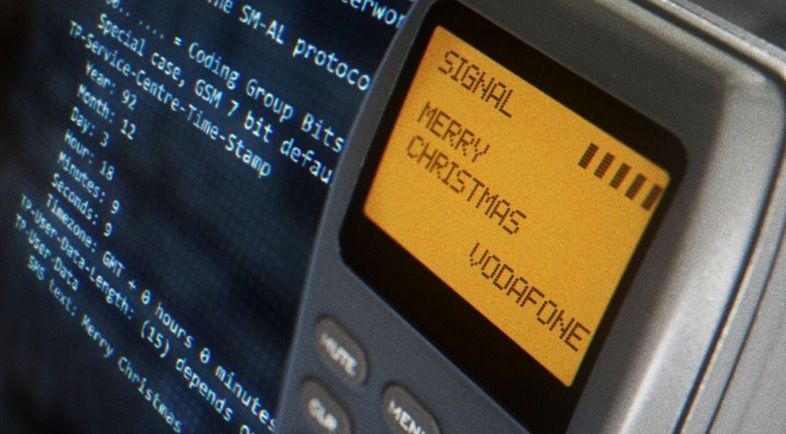 The SM-AL protoco
.... = Coding Group Bits
Special case, GSM 7 bit defau
TP-Service-Centre-Time-Stamp
Year: 92
Month: 12
Day: 3
Hour: 18
Minutes: 9
Seconds: 9
Timezone: GMT + 0 hours 0 minutes
TP-User-Data-Length: (15) depends o
TP-User-Data
SMS text: Merry Christmas
SIGNAL
MERRY
CHRISTMAS
VODAFONE
MUTE
CLR
MENU